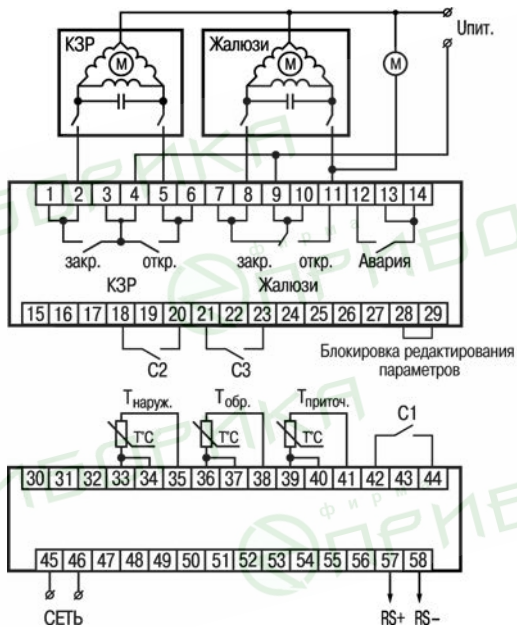 КЗР
Жалюзи
Uпит.
М
М
М
1 2 3 4 5 6 7 8 9 10 11 12 13 14
закр. откр. закр. откр. Авария
КЗР Жалюзи
15 16 17 18 19 20 21 22 23 24 25 26 27 28 29
С2 С3
Блокировка редактирования
параметров
Тнаруж. Тобр. Тприточ. С1
T°C T°C T°C
30 31 32 33 34 35 36 37 38 39 40 41 42 43 44
45 46 47 48 49 50 51 52 53 54 55 56 57 58
СЕТЬ RS+ RS–
фирма
ПРИБОРИКА